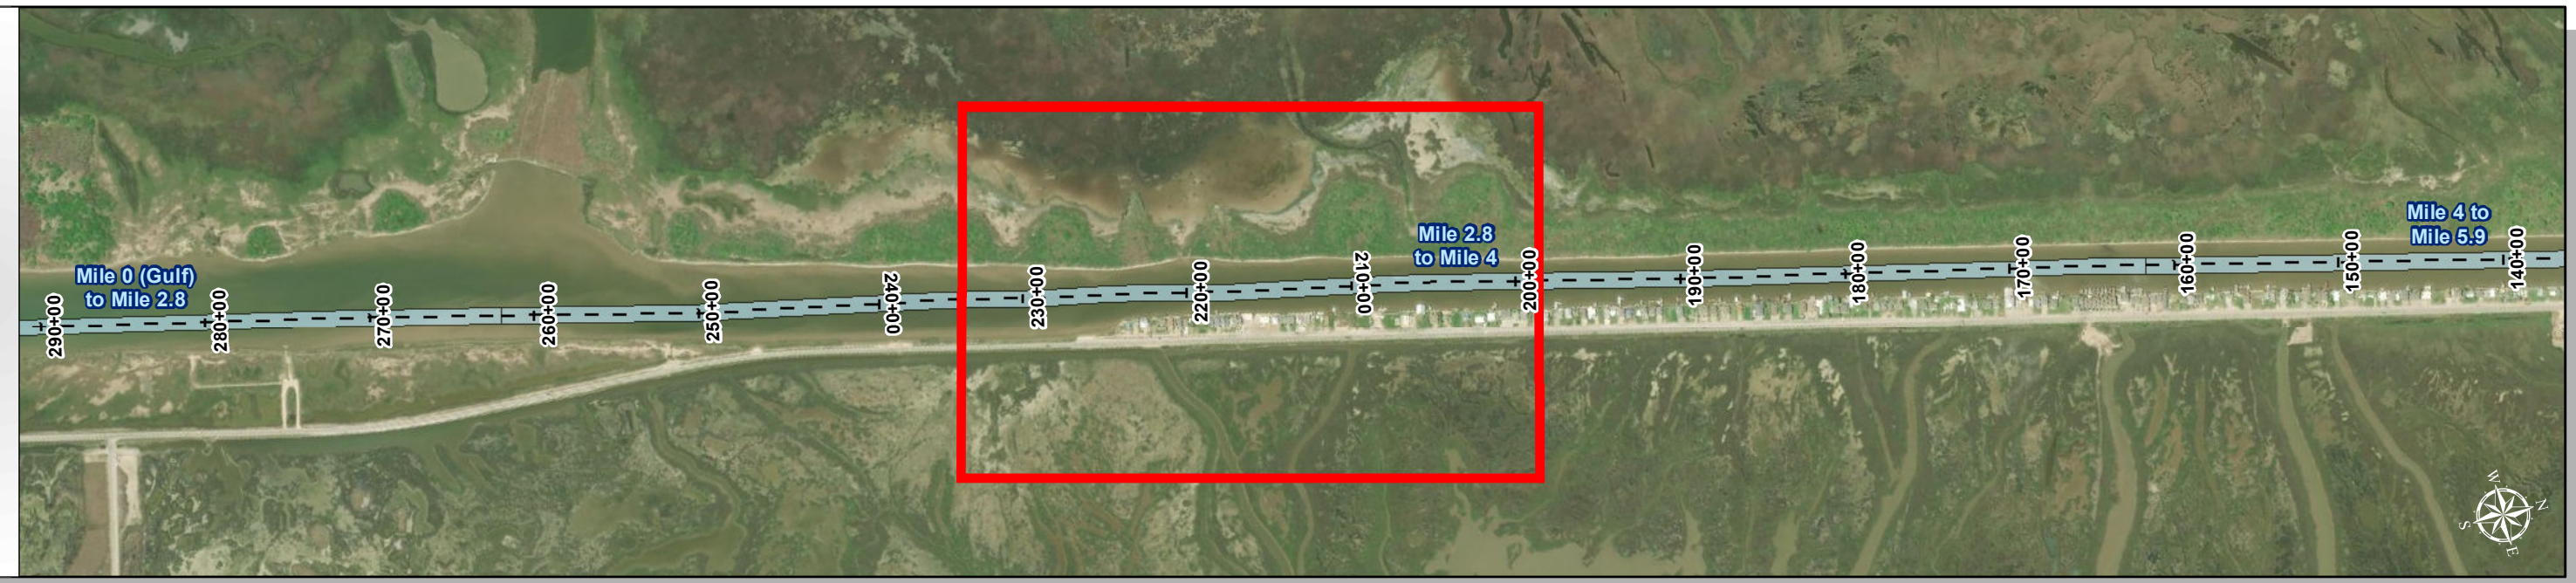 Mile 0 (Gulf)
to Mile 2.8
290+00
280+00
270+00
260+00
250+00
240+00
230+00
220+00
210+00
Mile 2.8
to Mile 4
200+00
190+00
180+00
170+00
160+00
150+00
Mile 4 to
Mile 5.9
140+00
W
N
S
E